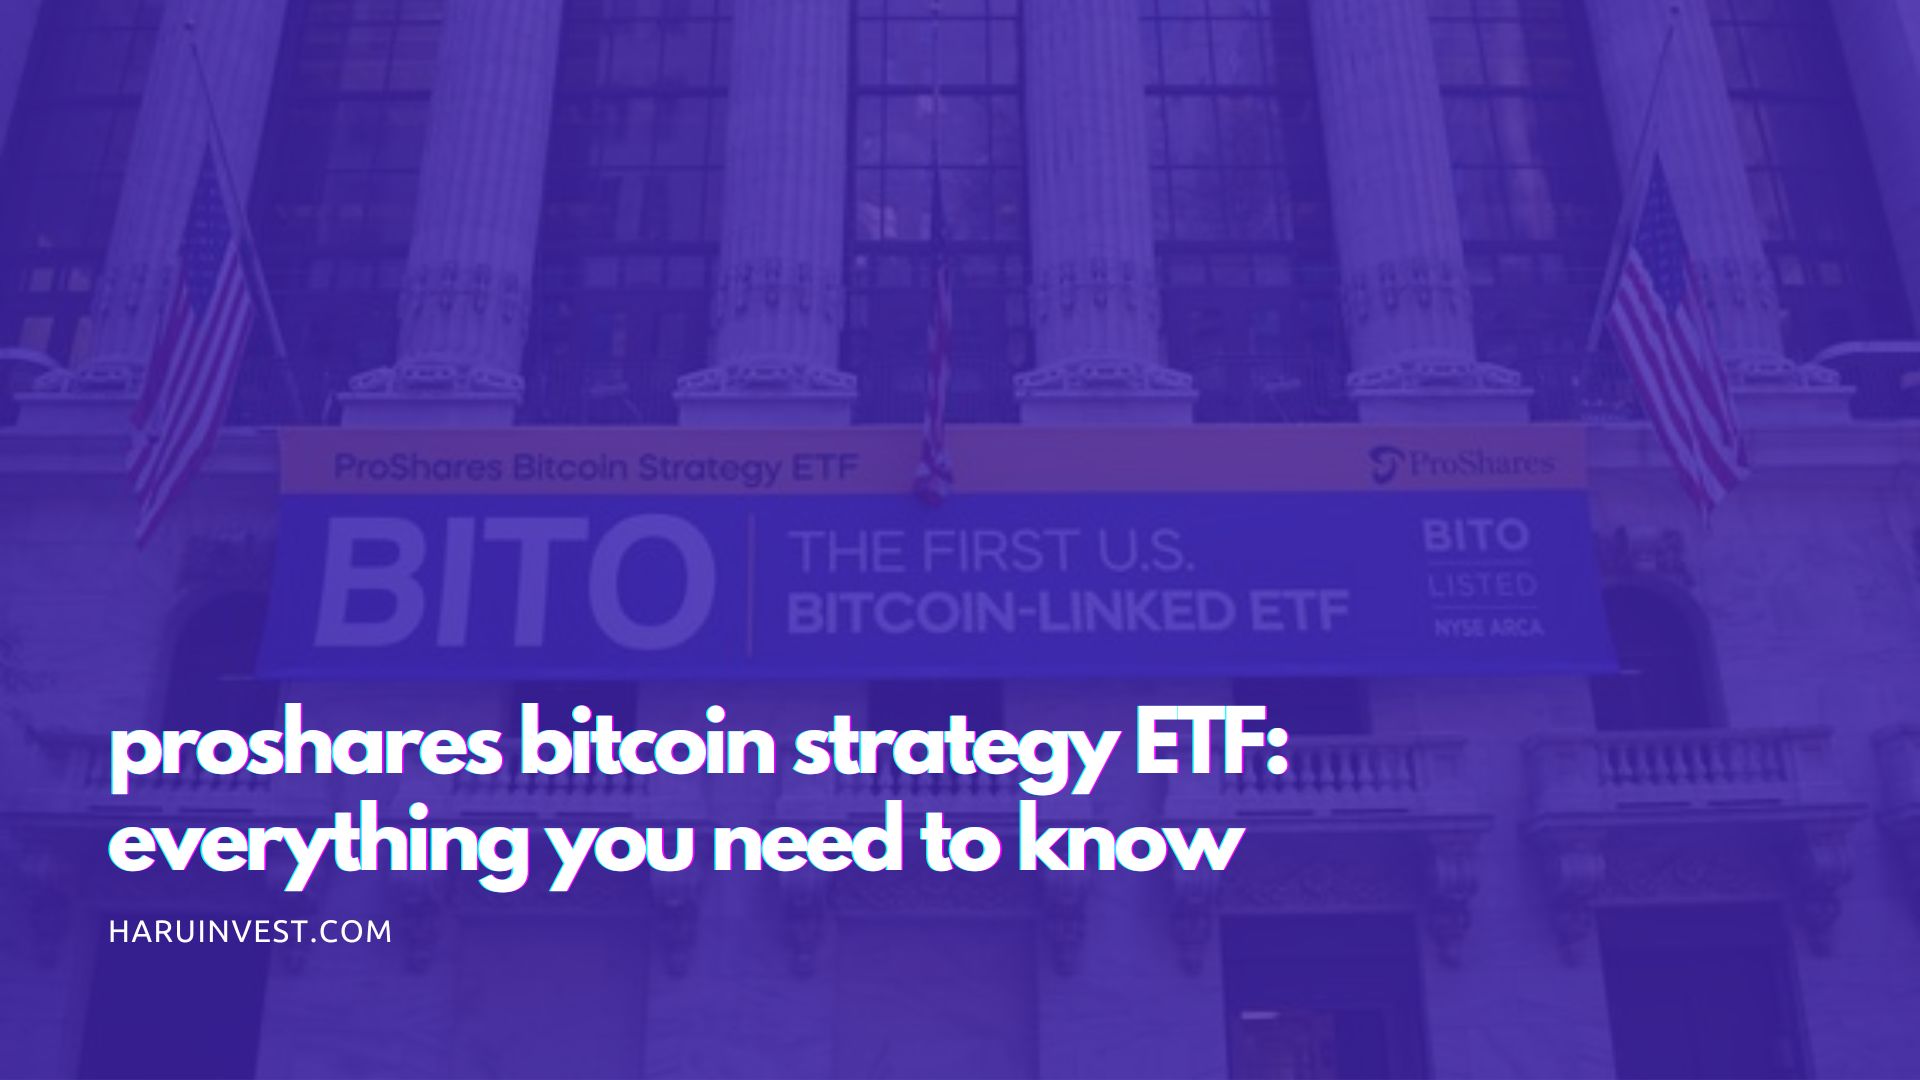 ProShares Bitcoin Strategy ETF
ProShares
BITO
THE FIRST U.S.
BITCOIN-LINKED ETF
BITO
LISTED
NYSE ARCA
proshares bitcoin strategy ETF:
everything you need to know
HARUINVEST.COM